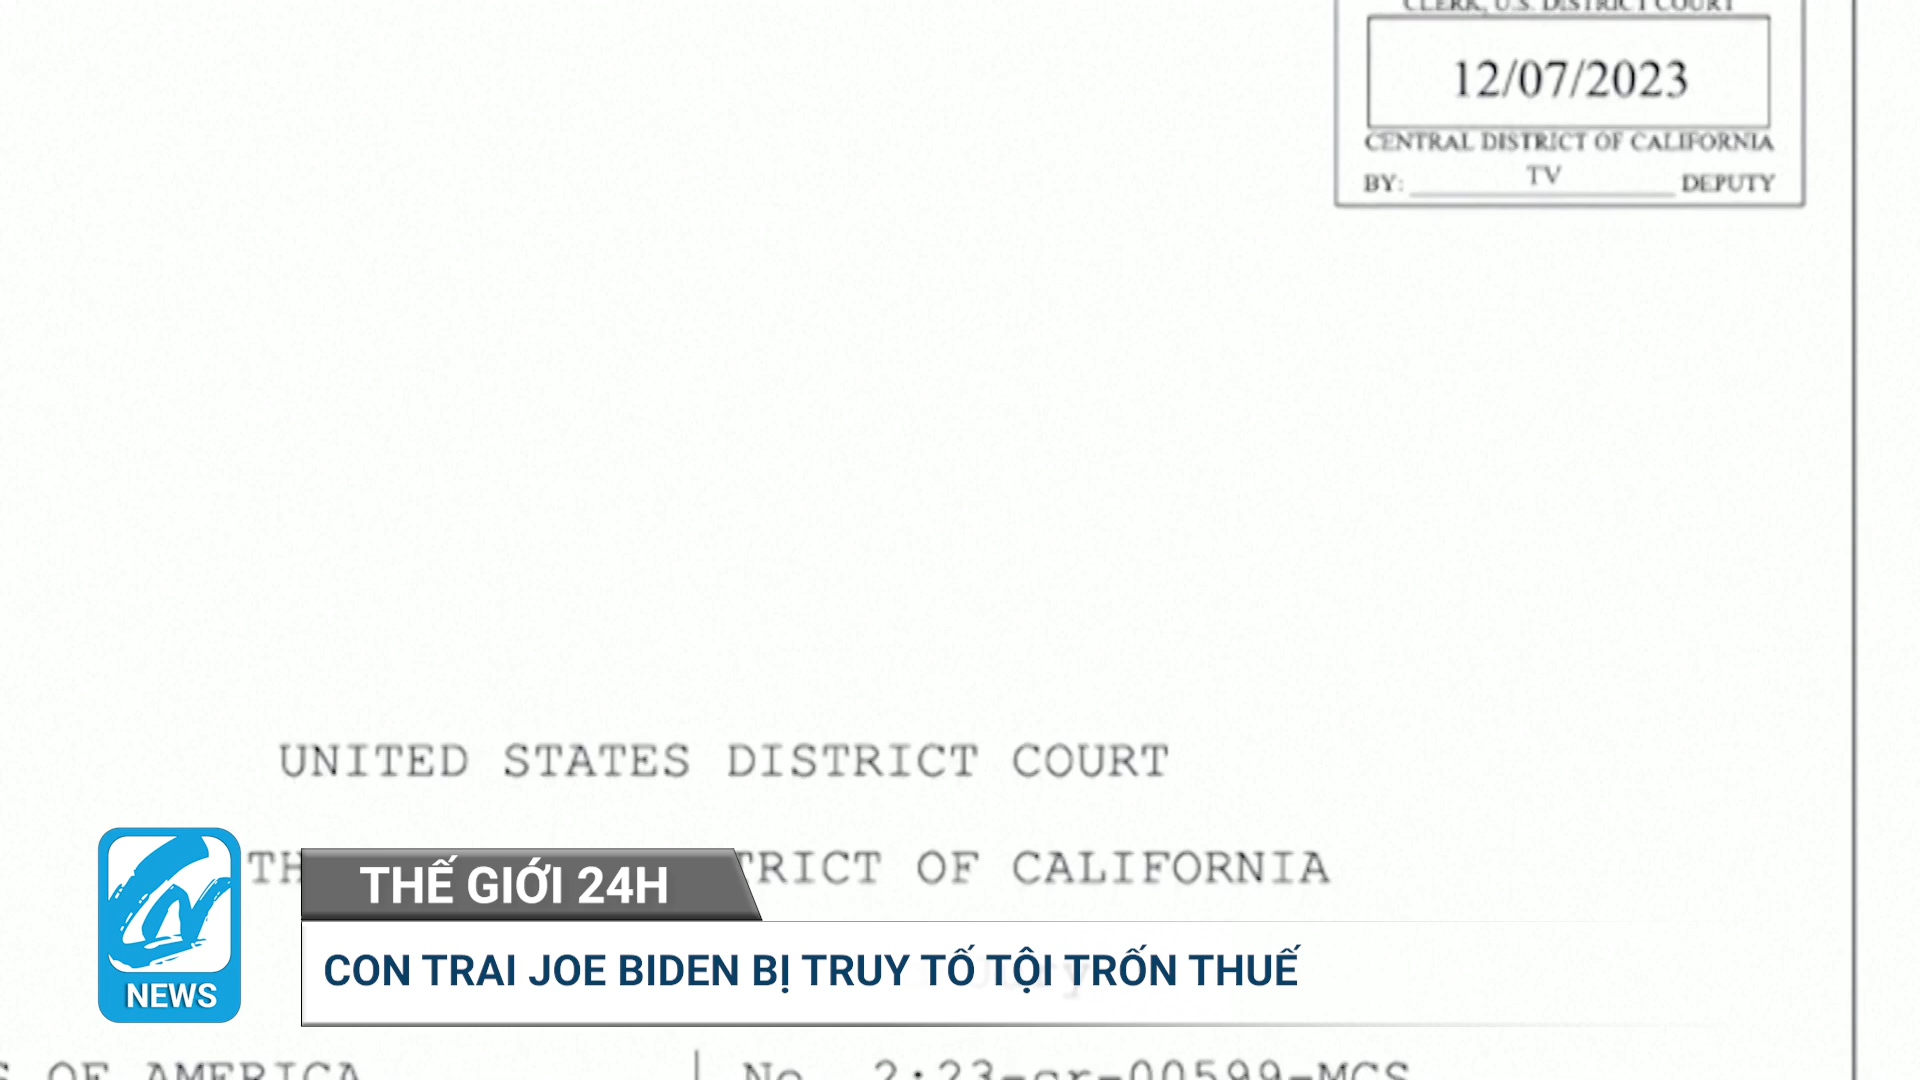 CLERK, U.S. DISTRICT COURT
12/07/2023
CENTRAL DISTRICT OF CALIFORNIA
TV
BY: DEPUTY
UNITED STATES DISTRICT COURT
DISTRICT OF CALIFORNIA
THẾ GIỚI 24H
CON TRAI JOE BIDEN BỊ TRUY TỐ TỘI TRỐN THUẾ
NEWS
OF AMERICA
No. 2:23-cr-00599-MCS